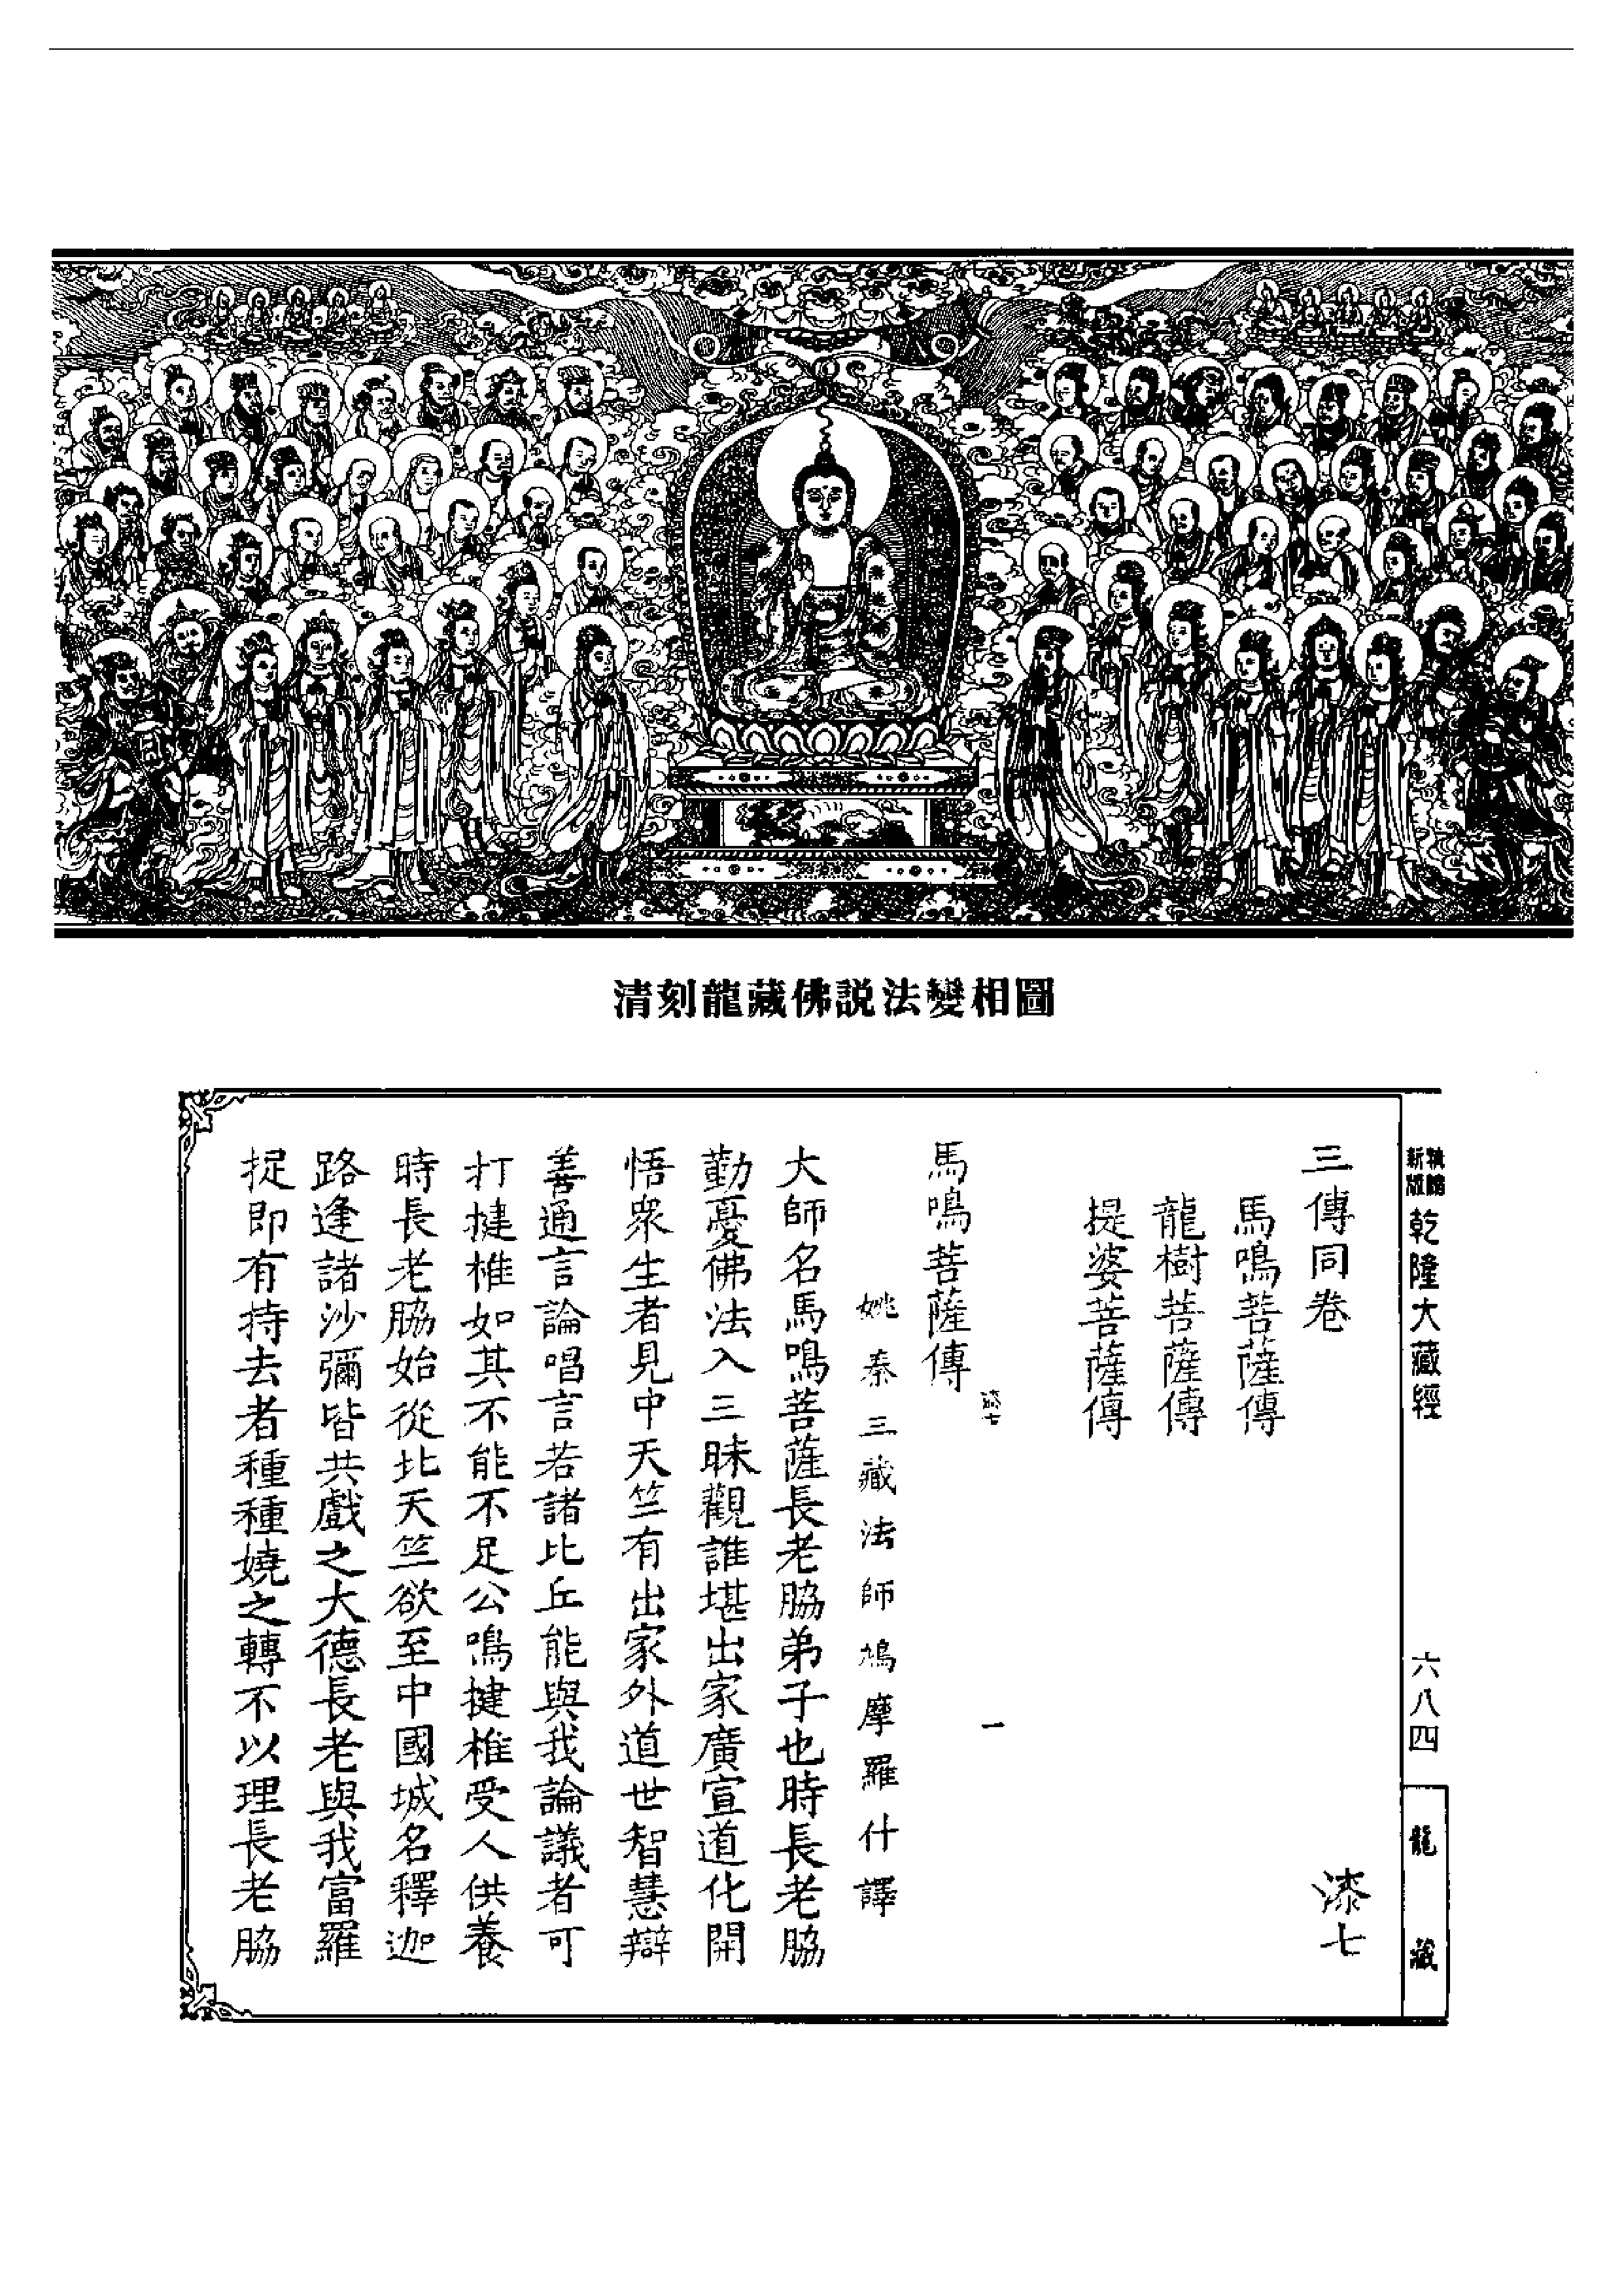 清刻龍藏佛説法變相圖
新版
乾隆大藏經
六八四
龍藏
三傳同卷
漆七
馬鳴菩薩傳
龍樹菩薩傳
提婆菩薩傳
漆七
一
馬鳴菩薩傳
姚秦三藏法師鳩摩羅什譯
大師名馬鳴菩薩長老脇弟子也時長老脇
勤憂佛法入三昧觀誰堪出家廣宣道化開
悟衆生者見中天竺有出家外道世智慧辯
善通言論唱言若諸比丘能與我論議者可
打揵椎如其不能不足公鳴揵椎受人供養
時長老脇始從北天竺欲至中國城名釋迦
路逢諸沙彌皆共戲之大德長老與我富羅
捉即有持去者種種嬈之轉不以理長老脇